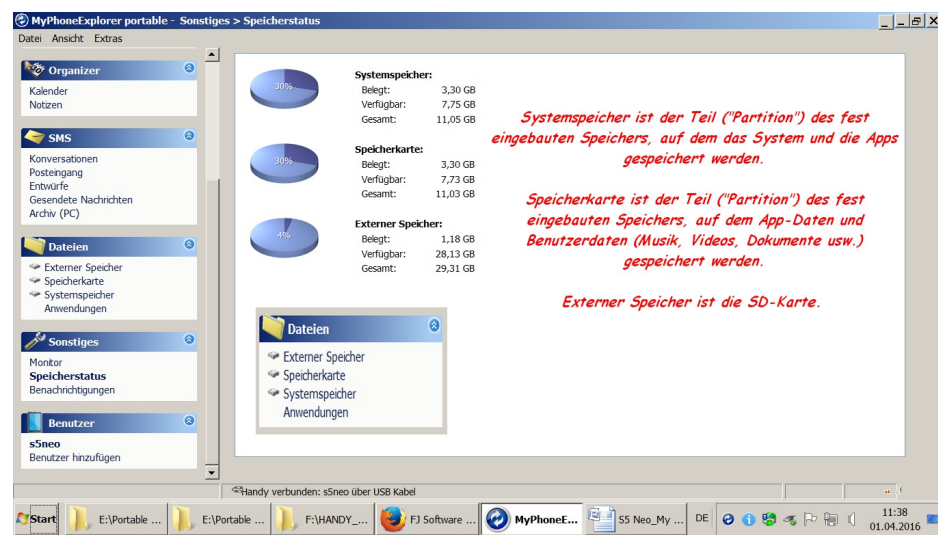 MyPhoneExplorer portable - Sonstiges > Speicherstatus
Datei Ansicht Extras
Organizer
Kalender
Notizen
SMS
Konversationen
Posteingang
Entwürfe
Gesendete Nachrichten
Archiv (PC)
Dateien
Externer Speicher
Speicherkarte
Systemspeicher
Anwendungen
Sonstiges
Monitor
Speicherstatus
Benachrichtigungen
Benutzer
s5neo
Benutzer hinzufügen
30%
Systemspeicher:
Belegt: 3,30 GB
Verfügbar: 7,75 GB
Gesamt: 11,05 GB
30%
Speicherkarte:
Belegt: 3,30 GB
Verfügbar: 7,73 GB
Gesamt: 11,03 GB
4%
Externer Speicher:
Belegt: 1,18 GB
Verfügbar: 28,13 GB
Gesamt: 29,31 GB
Systemspeicher ist der Teil ("Partition") des fest
eingebauten Speichers, auf dem das System und die Apps
gespeichert werden.
Speicherkarte ist der Teil ("Partition") des fest
eingebauten Speichers, auf dem App-Daten und
Benutzerdaten (Musik, Videos, Dokumente usw.)
gespeichert werden.
Externer Speicher ist die SD-Karte.
Dateien
Externer Speicher
Speicherkarte
Systemspeicher
Anwendungen
Handy verbunden: s5neo über USB Kabel
Start
E:\Portable ...
E:\Portable ...
F:\HANDY_...
FJ Software ...
MyPhoneE...
S5 Neo_My ...
DE
11:38
01.04.2016